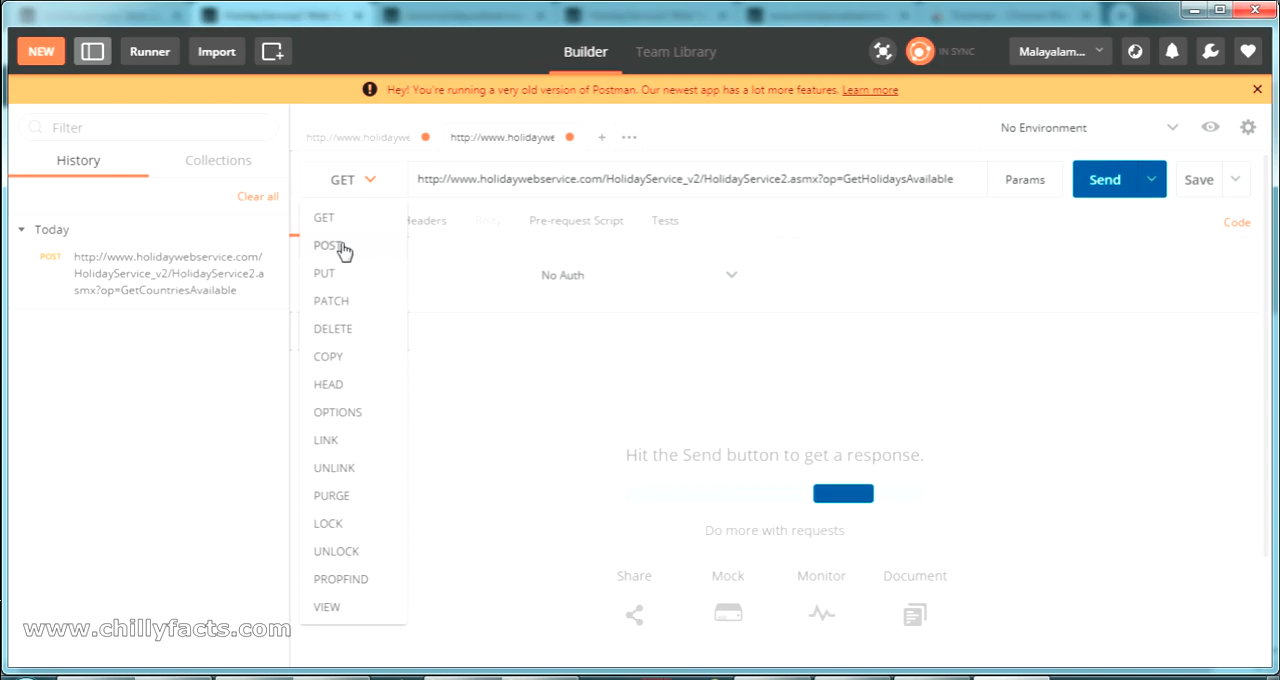 NEW
Runner
Import
Builder
Team Library
IN SYNC
Malayalam...
Hey! You're running a very old version of Postman. Our newest app has a lot more features. Learn more
Filter
History
Collections
Clear all
Today
POST
http://www.holidaywebservice.com/
HolidayService_v2/HolidayService2.a
smx?op=GetCountriesAvailable
http://www.holidaywe
http://www.holidaywe
No Environment
GET
http://www.holidaywebservice.com/HolidayService_v2/HolidayService2.asmx?op=GetHolidaysAvailable
Params
Send
Save
Headers
Body
Pre-request Script
Tests
Code
No Auth
GET
POST
PUT
PATCH
DELETE
COPY
HEAD
OPTIONS
LINK
UNLINK
PURGE
LOCK
UNLOCK
PROPFIND
VIEW
Hit the Send button to get a response.
Do more with requests
Share
Mock
Monitor
Document
www.chillyfacts.com